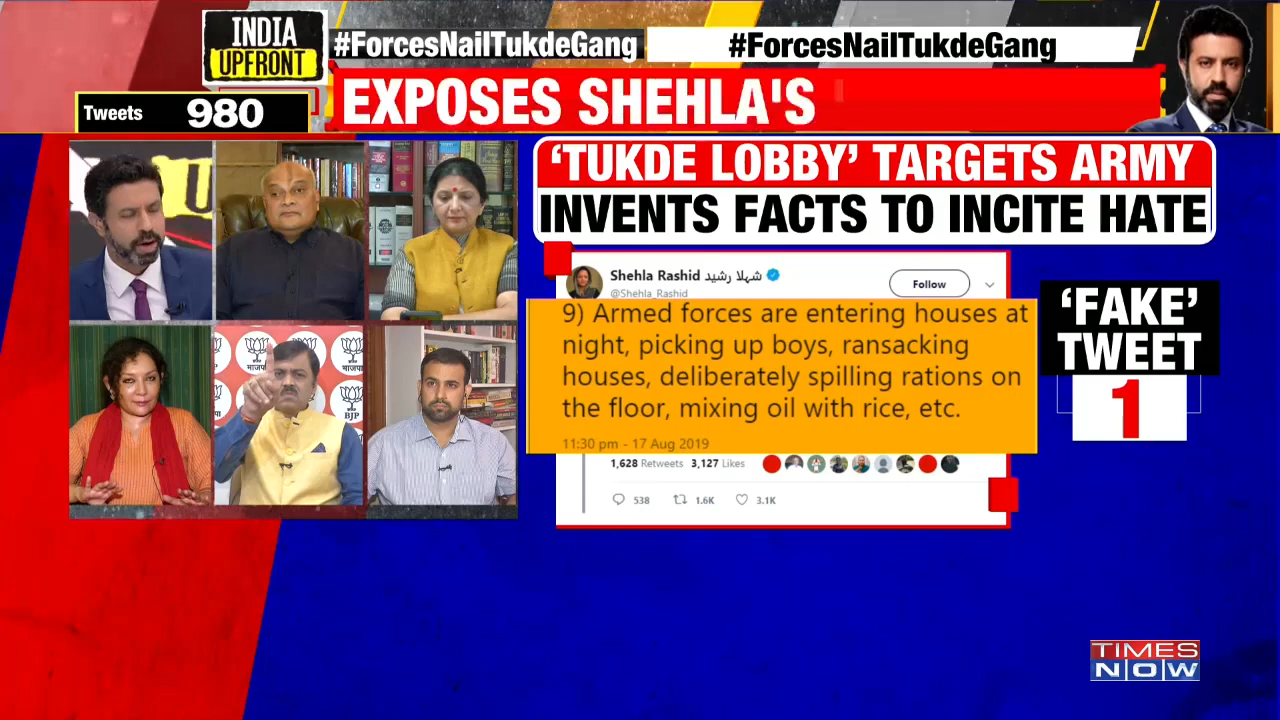 INDIA
UPFRONT
#ForcesNailTukdeGang
#ForcesNailTukdeGang
Tweets 980
EXPOSES SHEHLA'S
‘TUKDE LOBBY’ TARGETS ARMY
INVENTS FACTS TO INCITE HATE
Shehla Rashid شہلا رشید
@Shehla_Rashid
Follow
9) Armed forces are entering houses at
night, picking up boys, ransacking
houses, deliberately spilling rations on
the floor, mixing oil with rice, etc.
11:30 pm - 17 Aug 2019
1,628 Retweets 3,127 Likes
538 1.6K 3.1K
‘FAKE’
TWEET
1
भाजपा
BJP
TIMES
NOW